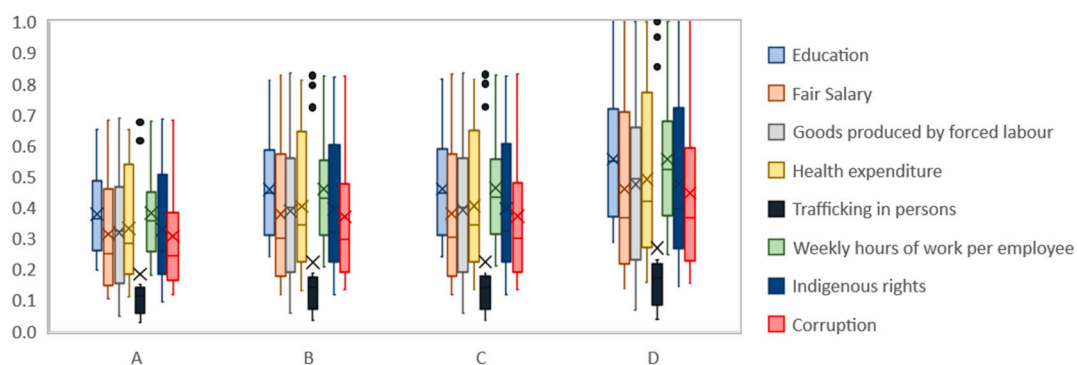 1.0
0.9
0.8
0.7
0.6
0.5
0.4
0.3
0.2
0.1
0.0
A B C D
Education
Fair Salary
Goods produced by forced labour
Health expenditure
Trafficking in persons
Weekly hours of work per employee
Indigenous rights
Corruption